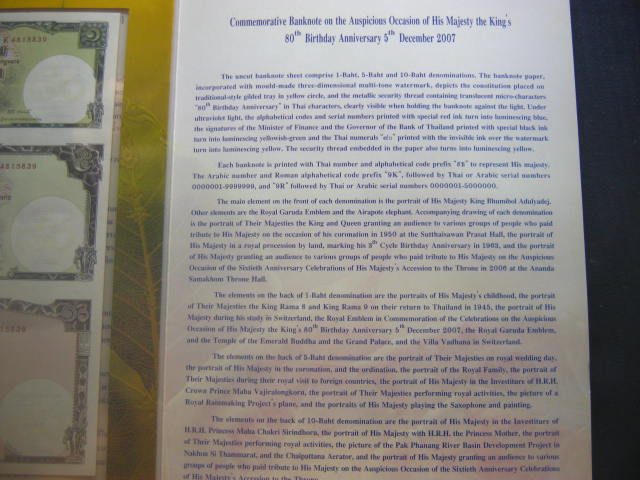 Commemorative Banknote on the Auspicious Occasion of His Majesty the King's
80th Birthday Anniversary 5th December 2007
The uncut banknote sheet comprise 1-Baht, 5-Baht and 10-Baht denominations. The banknote paper,
incorporated with mould-made three-dimensional multi-tone watermark, depicts the constitution placed on
traditional-style gilded tray in yellow circle, and the metallic security thread containing translucent micro-characters
"80th Birthday Anniversary" in Thai characters, clearly visible when holding the banknote against the light. Under
ultraviolet light, the alphabetical codes and serial numbers printed with special red ink turn into luminescing blue,
the signatures of the Minister of Finance and the Governor of the Bank of Thailand printed with special black ink
turn into luminescing yellowish-green and the Thai numerals "๘๐" printed with the invisible ink over the watermark
turn into luminescing yellow. The security thread embedded in the paper also turns into luminescing yellow.
Each banknote is printed with Thai number and alphabetical code prefix to represent His majesty.
The Arabic number and Roman alphabetical code prefix "9K", followed by Thai or Arabic serial numbers
0000001-9999999, and "9R" followed by Thai or Arabic serial numbers 0000001-5000000.
The main element on the front of each denomination is the portrait of His Majesty King Bhumibol Adulyadej.
Other elements are the Royal Garuda Emblem and the Airapote elephant. Accompanying drawing of each denomination
is the portrait of Their Majesties the King and Queen granting an audience to various groups of people who paid
tribute to His Majesty on the occasion of his coronation in 1950 at Sutthaisawan Prasat Hall, the portrait of
His Majesty in a royal procession by land, marking his 3rd Cycle Birthday Anniversary in 1963, and the portrait
of His Majesty granting an audience to various groups of people who paid tribute to His Majesty on the Auspicious
Occasion of the Sixtieth Anniversary Celebrations of His Majesty's Accession to the Throne in 2006 at the Ananda
Samakhom Throne Hall.
The elements on the back of 1-Baht denomination are the portraits of His Majesty's childhood, the portrait
of Their Majesties the King Rama 8 and King Rama 9 on their return to Thailand in 1945, the portrait of His
Majesty during his study in Switzerland, the Royal Emblem in Commemoration of the Celebrations on the Auspicious
Occasion of His Majesty the King's 80th Birthday Anniversary 5th December 2007, the Royal Garuda Emblem,
and the Temple of the Emerald Buddha and the Grand Palace, and the Villa Vadhana in Switzerland.
The elements on the back of 5-Baht denomination are the portrait of Their Majesties on royal wedding day,
the portrait of His Majesty in the coronation, and the ordination, the portrait of the Royal Family, the portrait of
Their Majesties during their royal visit to foreign countries, the portrait of His Majesty in the Investiture of H.R.H.
Crown Prince Maha Vajiralongkorn, the portrait of Their Majesties performing royal activities, the picture of a
Royal Rainmaking Project's plane, and the portraits of His Majesty playing the Saxophone and painting.
The elements on the back of 10-Baht denomination are the portrait of His Majesty in the Investiture of
H.R.H. Princess Maha Chakri Sirindhorn, the portrait of His Majesty with H.R.H. the Princess Mother, the portrait
of Their Majesties performing royal activities, the picture of the Pak Phanang River Basin Development Project in
Nakhon Si Thammarat, and the Chaipattana Aerator, and the portrait of His Majesty granting an audience to various
groups of people who paid tribute to His Majesty on the Auspicious Occasion of the Sixtieth Anniversary Celebrations
of His Majesty's Accession to the Throne
K 4815839
4815839
15839